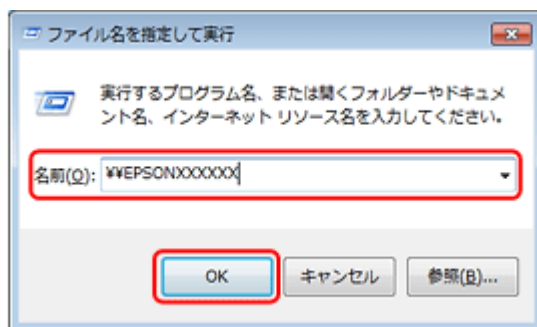 ファイル名を指定して実行
実行するプログラム名、または開くフォルダーやドキュメ
ント名、インターネット リソース名を入力してください。
名前(O): ¥¥EPSONXXXXXX
OK キャンセル 参照(B)...